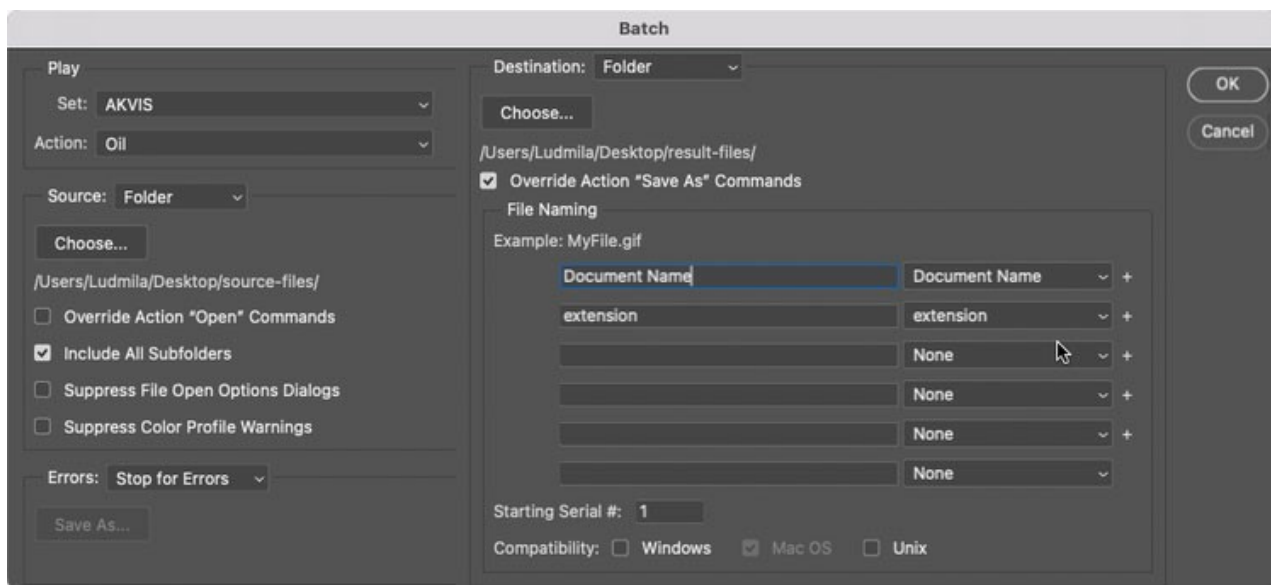 Batch
Play
Set: AKVIS
Action: Oil
Source: Folder
Choose...
/Users/Ludmila/Desktop/source-files/
Override Action "Open" Commands
Include All Subfolders
Suppress File Open Options Dialogs
Suppress Color Profile Warnings
Errors: Stop for Errors
Save As...
Destination: Folder
Choose...
/Users/Ludmila/Desktop/result-files/
Override Action "Save As" Commands
File Naming
Example: MyFile.gif
Document Name Document Name +
extension extension +
None +
None +
None +
None
Starting Serial #: 1
Compatibility: Windows Mac OS Unix
OK
Cancel